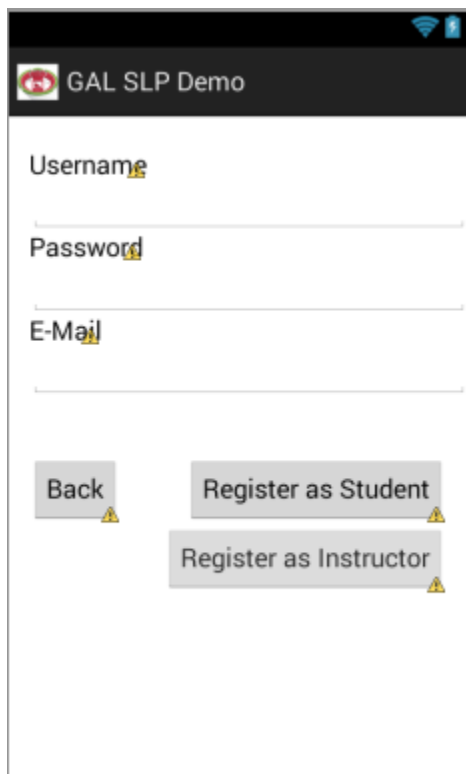 GAL SLP Demo
Username
Password
E-Mail
Back
Register as Student
Register as Instructor